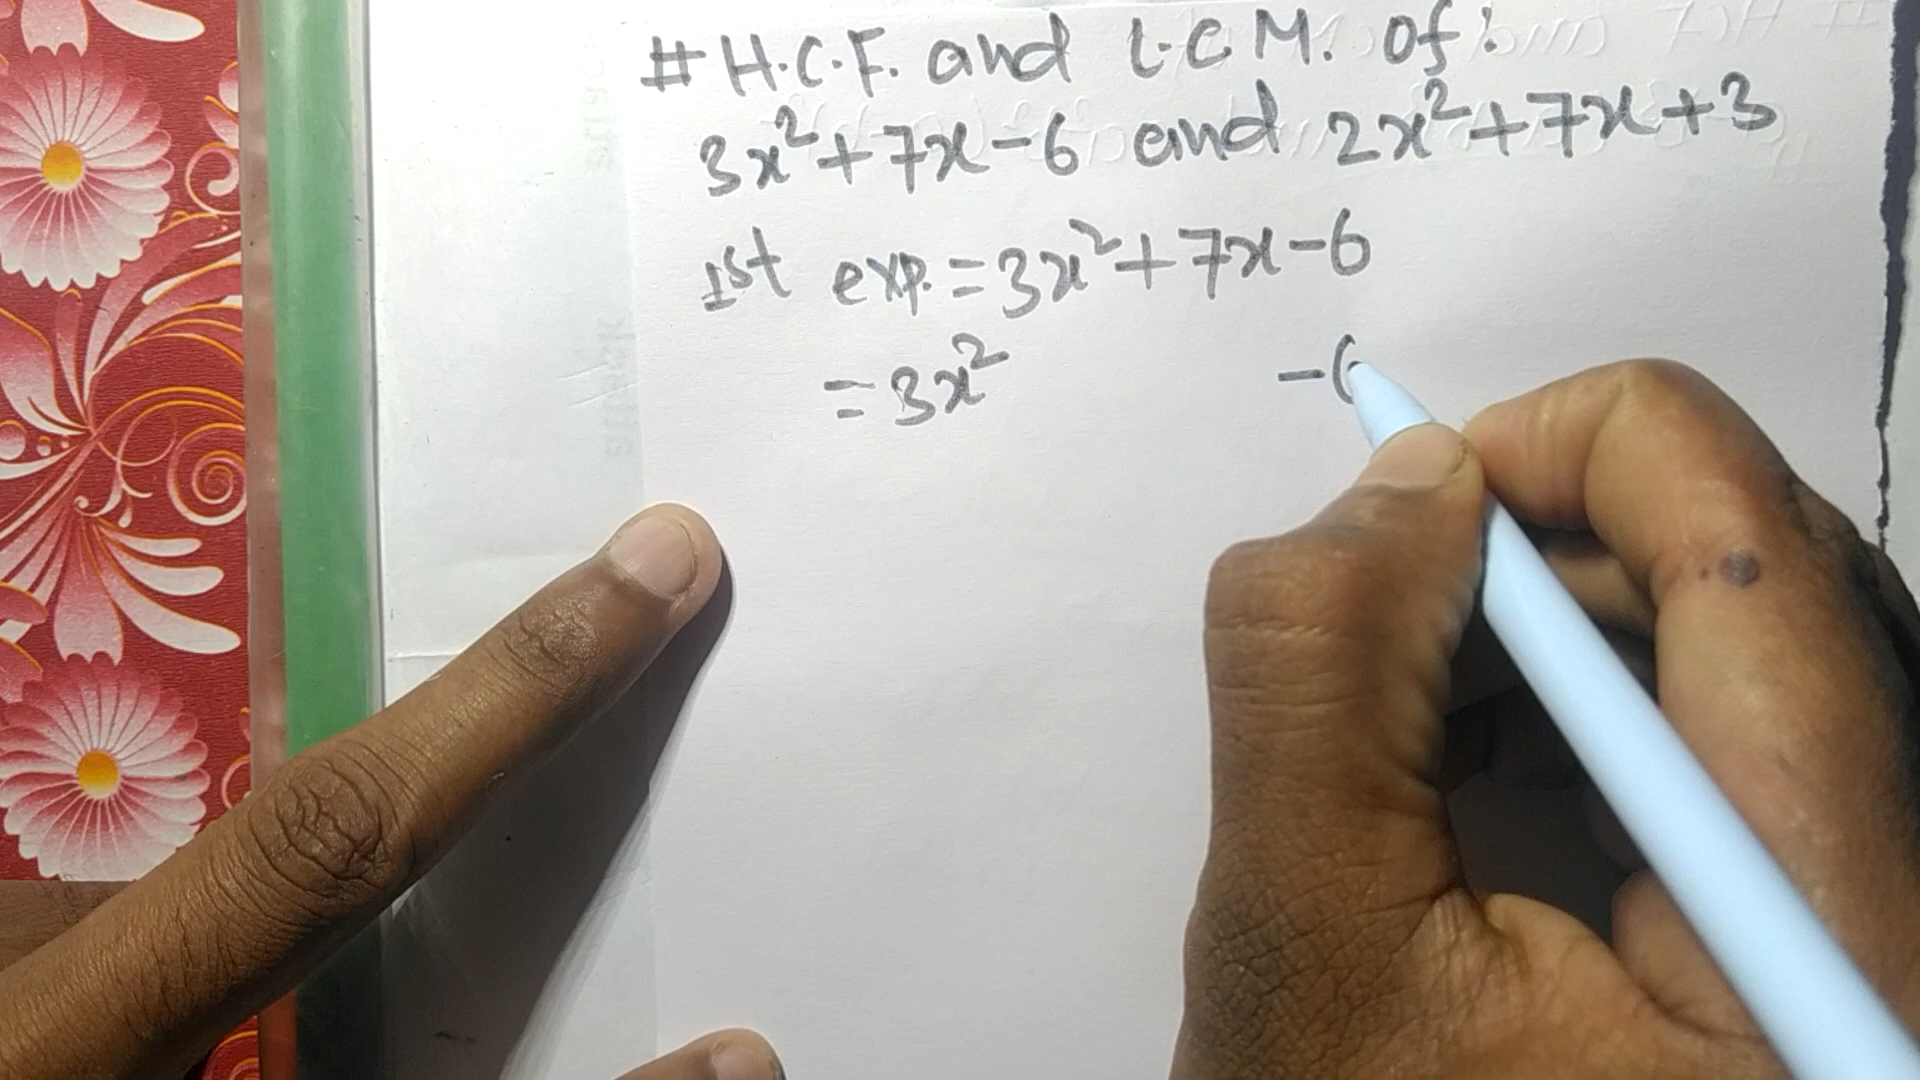 # H.C.F. and L.C.M. of:
3x²+7x-6 and 2x²+7x+3
1st exp. = 3x²+7x-6
= 3x² -6